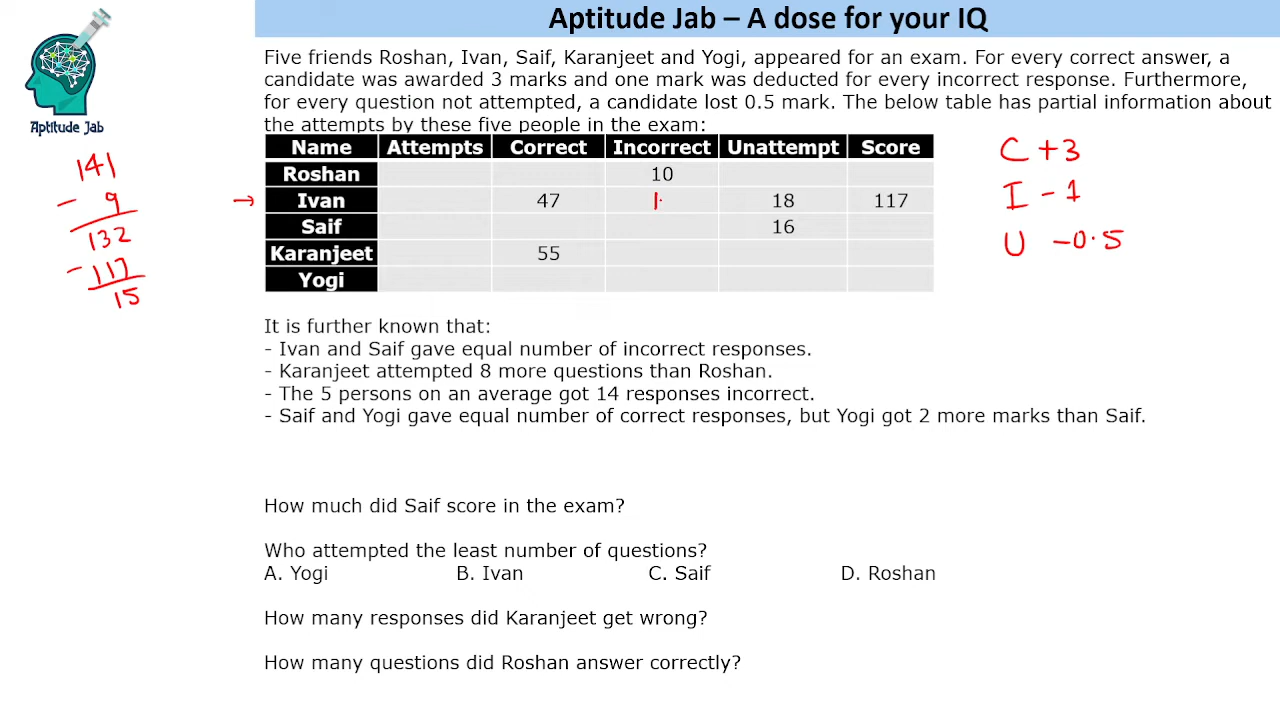 Aptitude Jab – A dose for your IQ
Aptitude Jab
Five friends Roshan, Ivan, Saif, Karanjeet and Yogi, appeared for an exam. For every correct answer, a
candidate was awarded 3 marks and one mark was deducted for every incorrect response. Furthermore,
for every question not attempted, a candidate lost 0.5 mark. The below table has partial information about
the attempts by these five people in the exam:
Name Attempts Correct Incorrect Unattempt Score
Roshan 10
Ivan 47 1 18 117
Saif 16
Karanjeet 55
Yogi
141
- 9
132
- 117
15
C +3
I -1
U -0.5
It is further known that:
- Ivan and Saif gave equal number of incorrect responses.
- Karanjeet attempted 8 more questions than Roshan.
- The 5 persons on an average got 14 responses incorrect.
- Saif and Yogi gave equal number of correct responses, but Yogi got 2 more marks than Saif.
How much did Saif score in the exam?
Who attempted the least number of questions?
A. Yogi B. Ivan C. Saif D. Roshan
How many responses did Karanjeet get wrong?
How many questions did Roshan answer correctly?